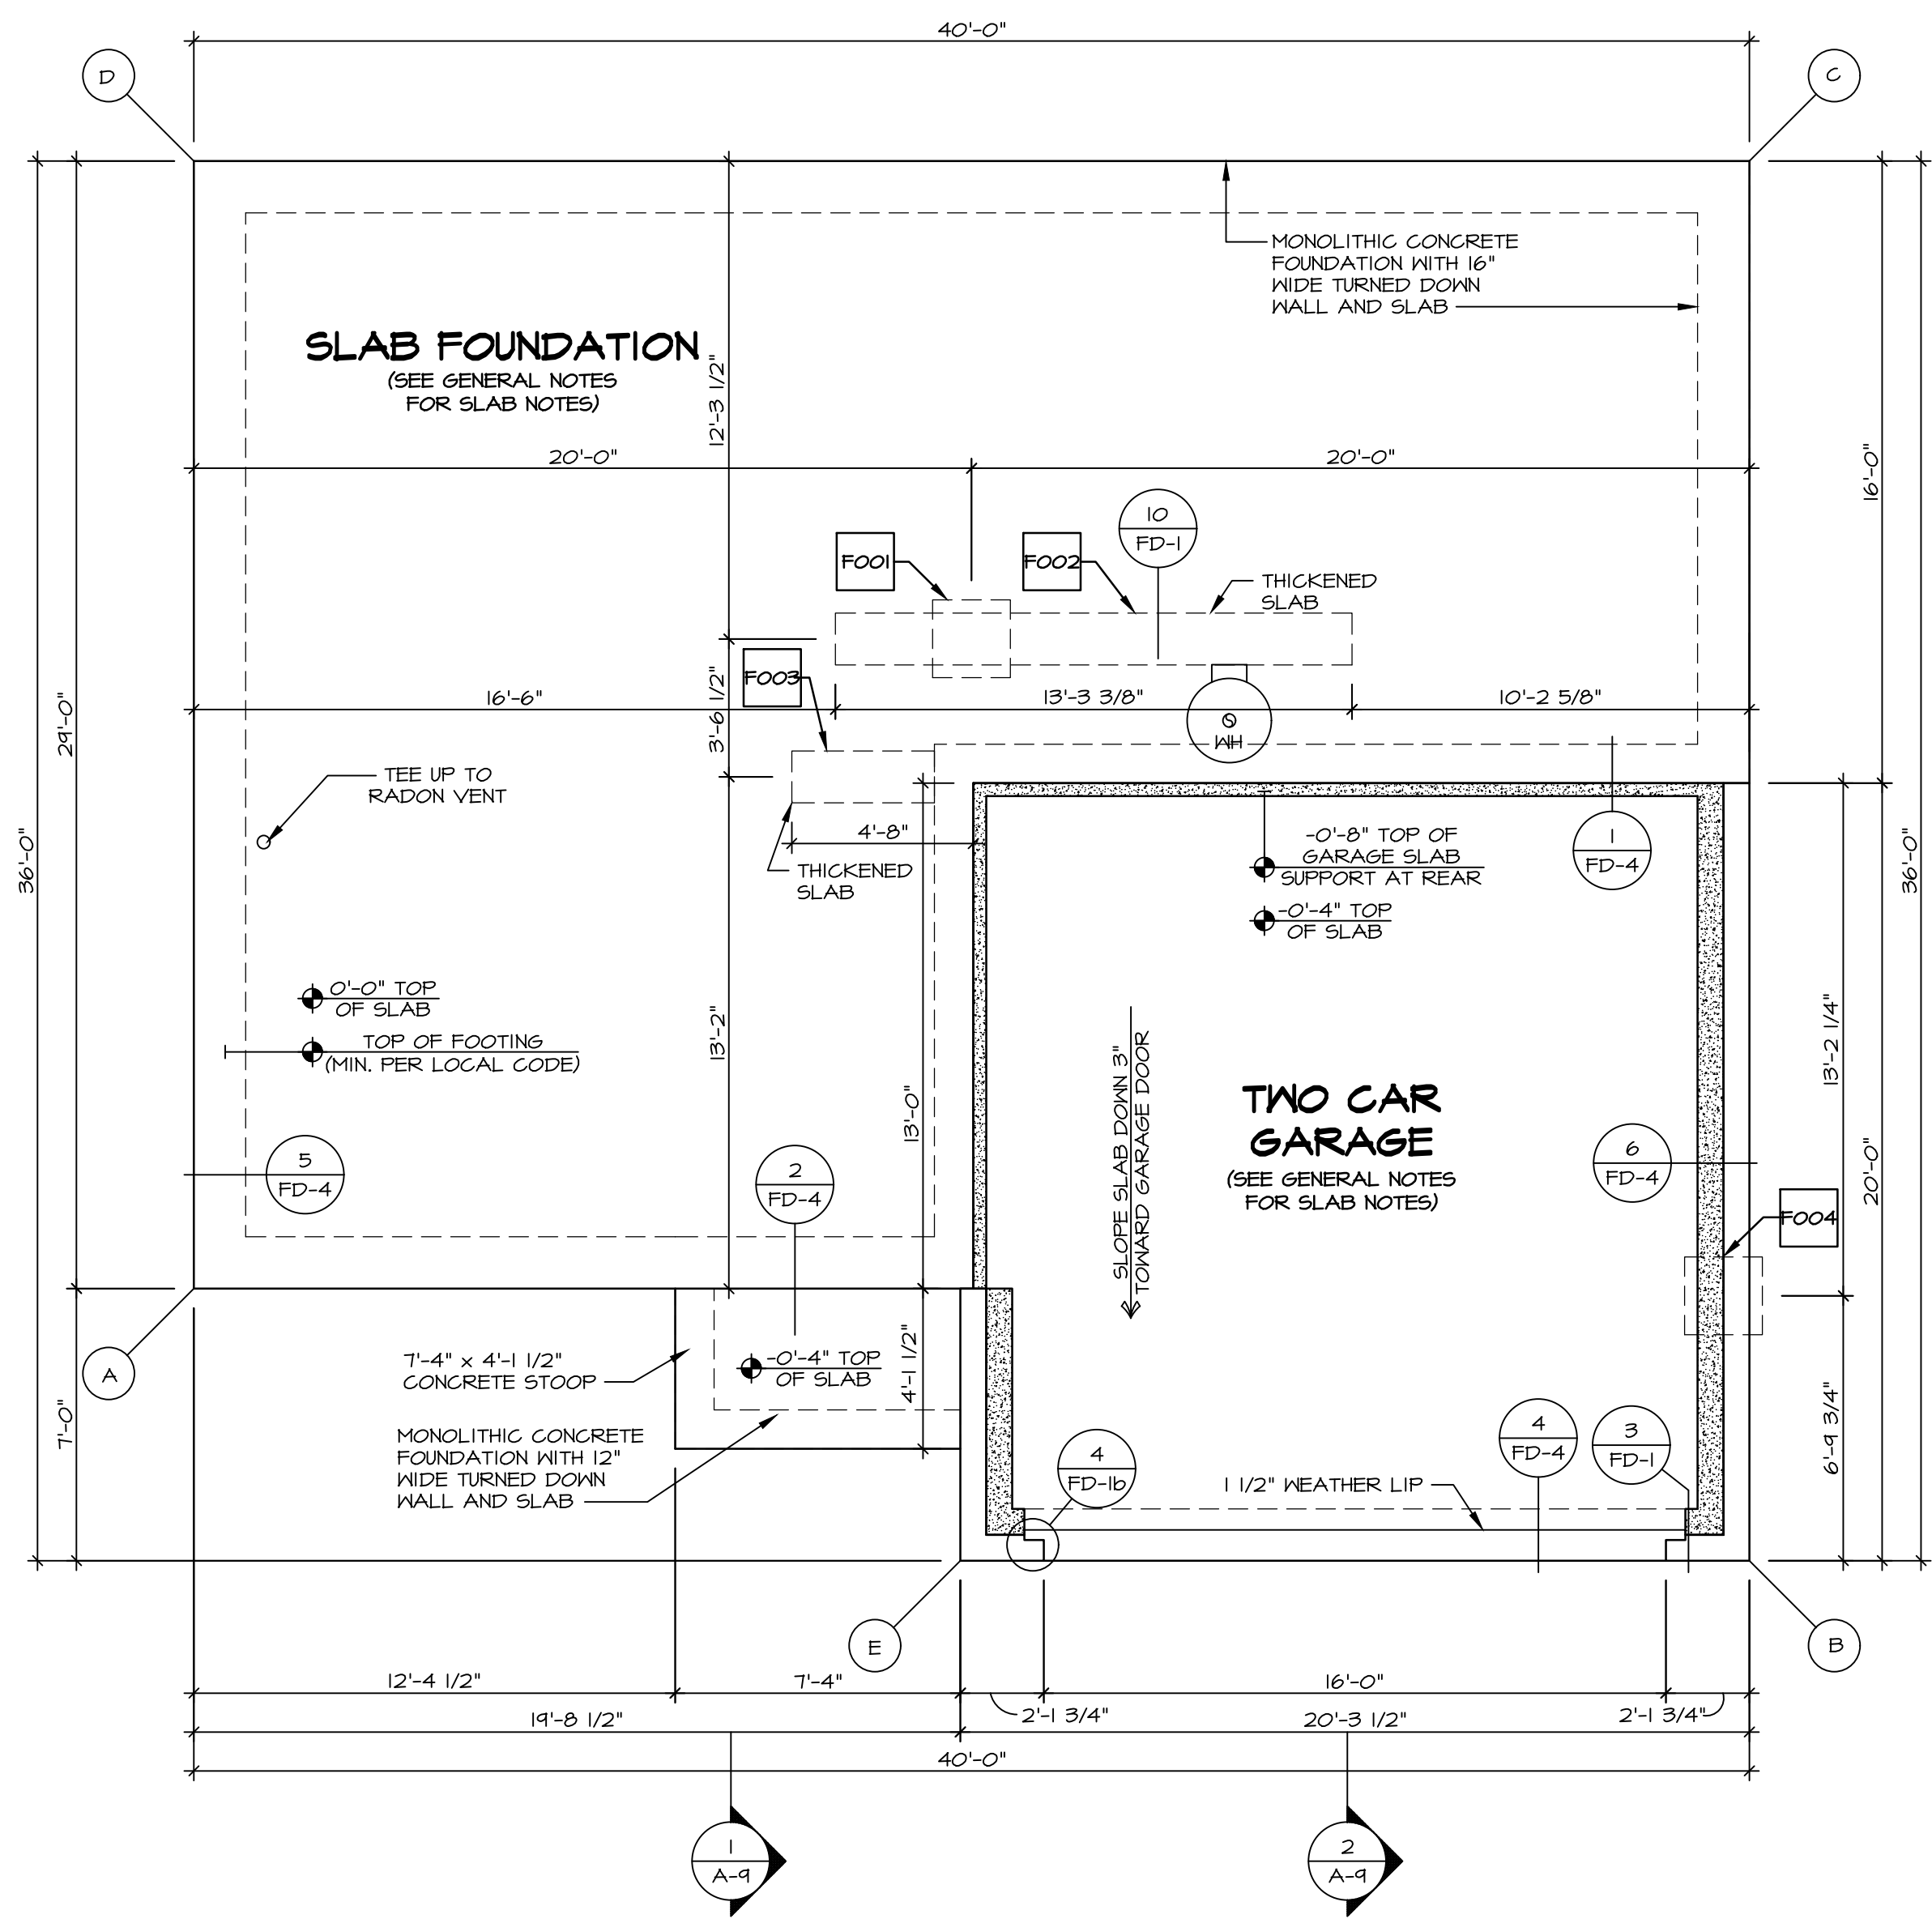 40'-0"
D
C
MONOLITHIC CONCRETE
FOUNDATION WITH 16"
WIDE TURNED DOWN
WALL AND SLAB
SLAB FOUNDATION
(SEE GENERAL NOTES
FOR SLAB NOTES)
12'-3 1/2"
20'-0"
20'-0"
16'-0"
10
FD-1
F001
F002
THICKENED
SLAB
F003
3'-6 1/2"
16'-6"
13'-3 3/8"
10'-2 5/8"
29'-0"
WH
TEE UP TO
RADON VENT
4'-8"
THICKENED
SLAB
-0'-8" TOP OF
GARAGE SLAB
SUPPORT AT REAR
-0'-4" TOP
OF SLAB
1
FD-4
36'-0"
36'-0"
0'-0" TOP
OF SLAB
TOP OF FOOTING
(MIN. PER LOCAL CODE)
13'-2"
13'-0"
SLOPE SLAB DOWN 3"
TOWARD GARAGE DOOR
TWO CAR
GARAGE
(SEE GENERAL NOTES
FOR SLAB NOTES)
13'-2 1/4"
20'-0"
5
FD-4
2
FD-4
6
FD-4
F004
A
7'-4" x 4'-1 1/2"
CONCRETE STOOP
-0'-4" TOP
OF SLAB
4'-1 1/2"
7'-0"
6'-9 3/4"
MONOLITHIC CONCRETE
FOUNDATION WITH 12"
WIDE TURNED DOWN
WALL AND SLAB
4
FD-1b
1 1/2" WEATHER LIP
4
FD-4
3
FD-1
E
B
12'-4 1/2"
7'-4"
16'-0"
2'-1 3/4"
2'-1 3/4"
19'-8 1/2"
20'-3 1/2"
40'-0"
1
A-9
2
A-9